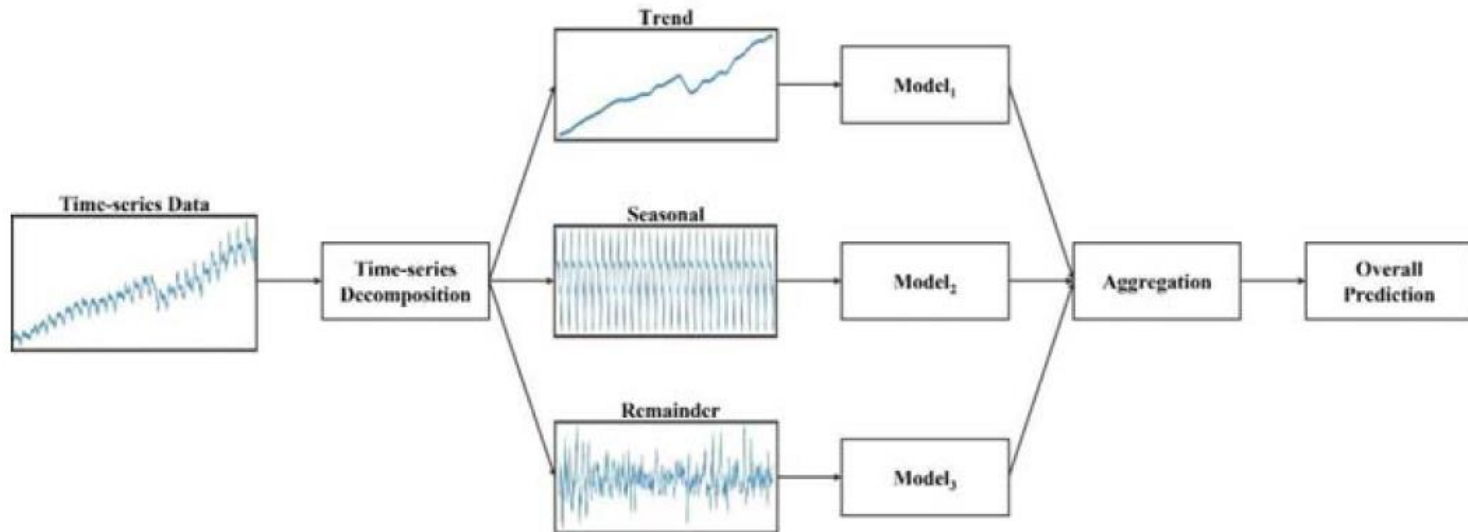 Trend
Model1
Time-series Data
Seasonal
Time-series
Decomposition
Model2
Aggregation
Overall
Prediction
Remainder
Model3